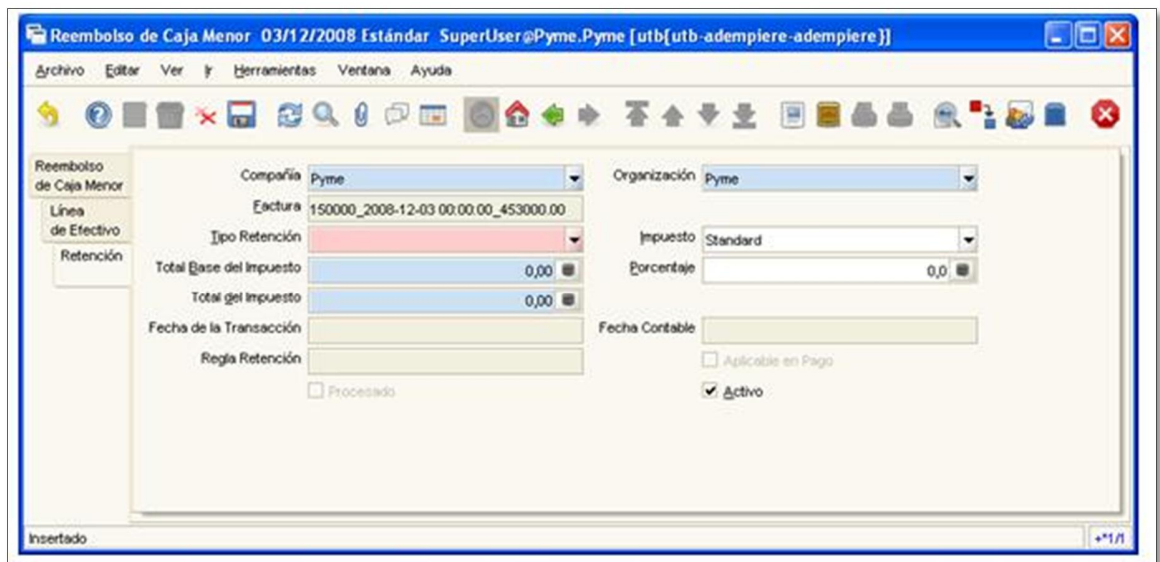 Reembolso de Caja Menor 03/12/2008 Estándar SuperUser@Pyme.Pyme [utb{utb-adempiere-adempiere}]
Archivo Editar Ver Ir Herramientas Ventana Ayuda
Reembolso
de Caja Menor
Línea
de Efectivo
Retención
Compañía Pyme Organización Pyme
Factura 150000_2008-12-03 00:00:00_453000.00
Tipo Retención Impuesto Standard
Total Base del Impuesto 0,00 Porcentaje 0,0
Total del Impuesto 0,00
Fecha de la Transacción Fecha Contable
Regla Retención Aplicable en Pago
Procesado Activo
Insertado +*1/1